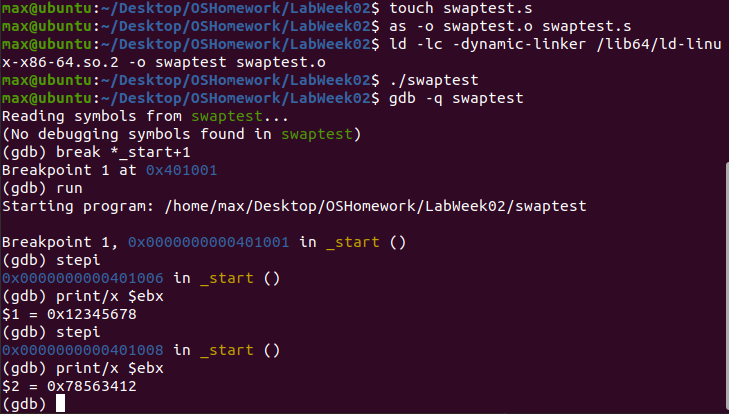 max@ubuntu:~/Desktop/OSHomework/LabWeek02$ touch swaptest.s
max@ubuntu:~/Desktop/OSHomework/LabWeek02$ as -o swaptest.o swaptest.s
max@ubuntu:~/Desktop/OSHomework/LabWeek02$ ld -lc -dynamic-linker /lib64/ld-linu
x-x86-64.so.2 -o swaptest swaptest.o
max@ubuntu:~/Desktop/OSHomework/LabWeek02$ ./swaptest
max@ubuntu:~/Desktop/OSHomework/LabWeek02$ gdb -q swaptest
Reading symbols from swaptest...
(No debugging symbols found in swaptest)
(gdb) break *_start+1
Breakpoint 1 at 0x401001
(gdb) run
Starting program: /home/max/Desktop/OSHomework/LabWeek02/swaptest
Breakpoint 1, 0x0000000000401001 in _start ()
(gdb) stepi
0x0000000000401006 in _start ()
(gdb) print/x $ebx
$1 = 0x12345678
(gdb) stepi
0x0000000000401008 in _start ()
(gdb) print/x $ebx
$2 = 0x78563412
(gdb)